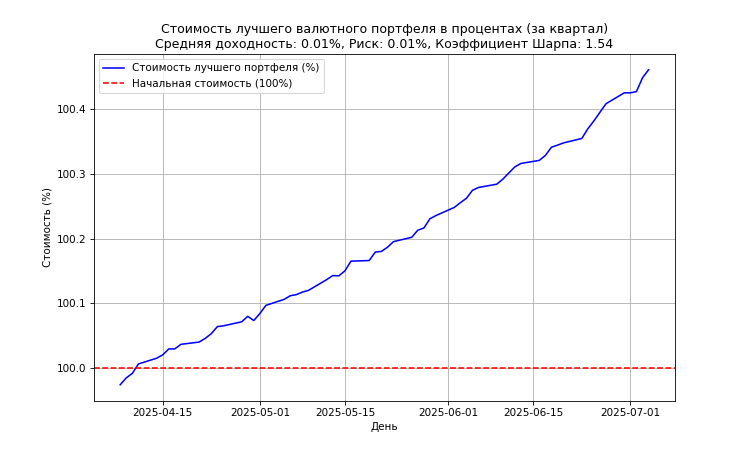 Стоимость лучшего валютного портфеля в процентах (за квартал)
Средняя доходность: 0.01%, Риск: 0.01%, Коэффициент Шарпа: 1.54
Стоимость лучшего портфеля (%)
Начальная стоимость (100%)
Стоимость (%)
100.4
100.3
100.2
100.1
100.0
2025-04-15
2025-05-01
2025-05-15
2025-06-01
2025-06-15
2025-07-01
День